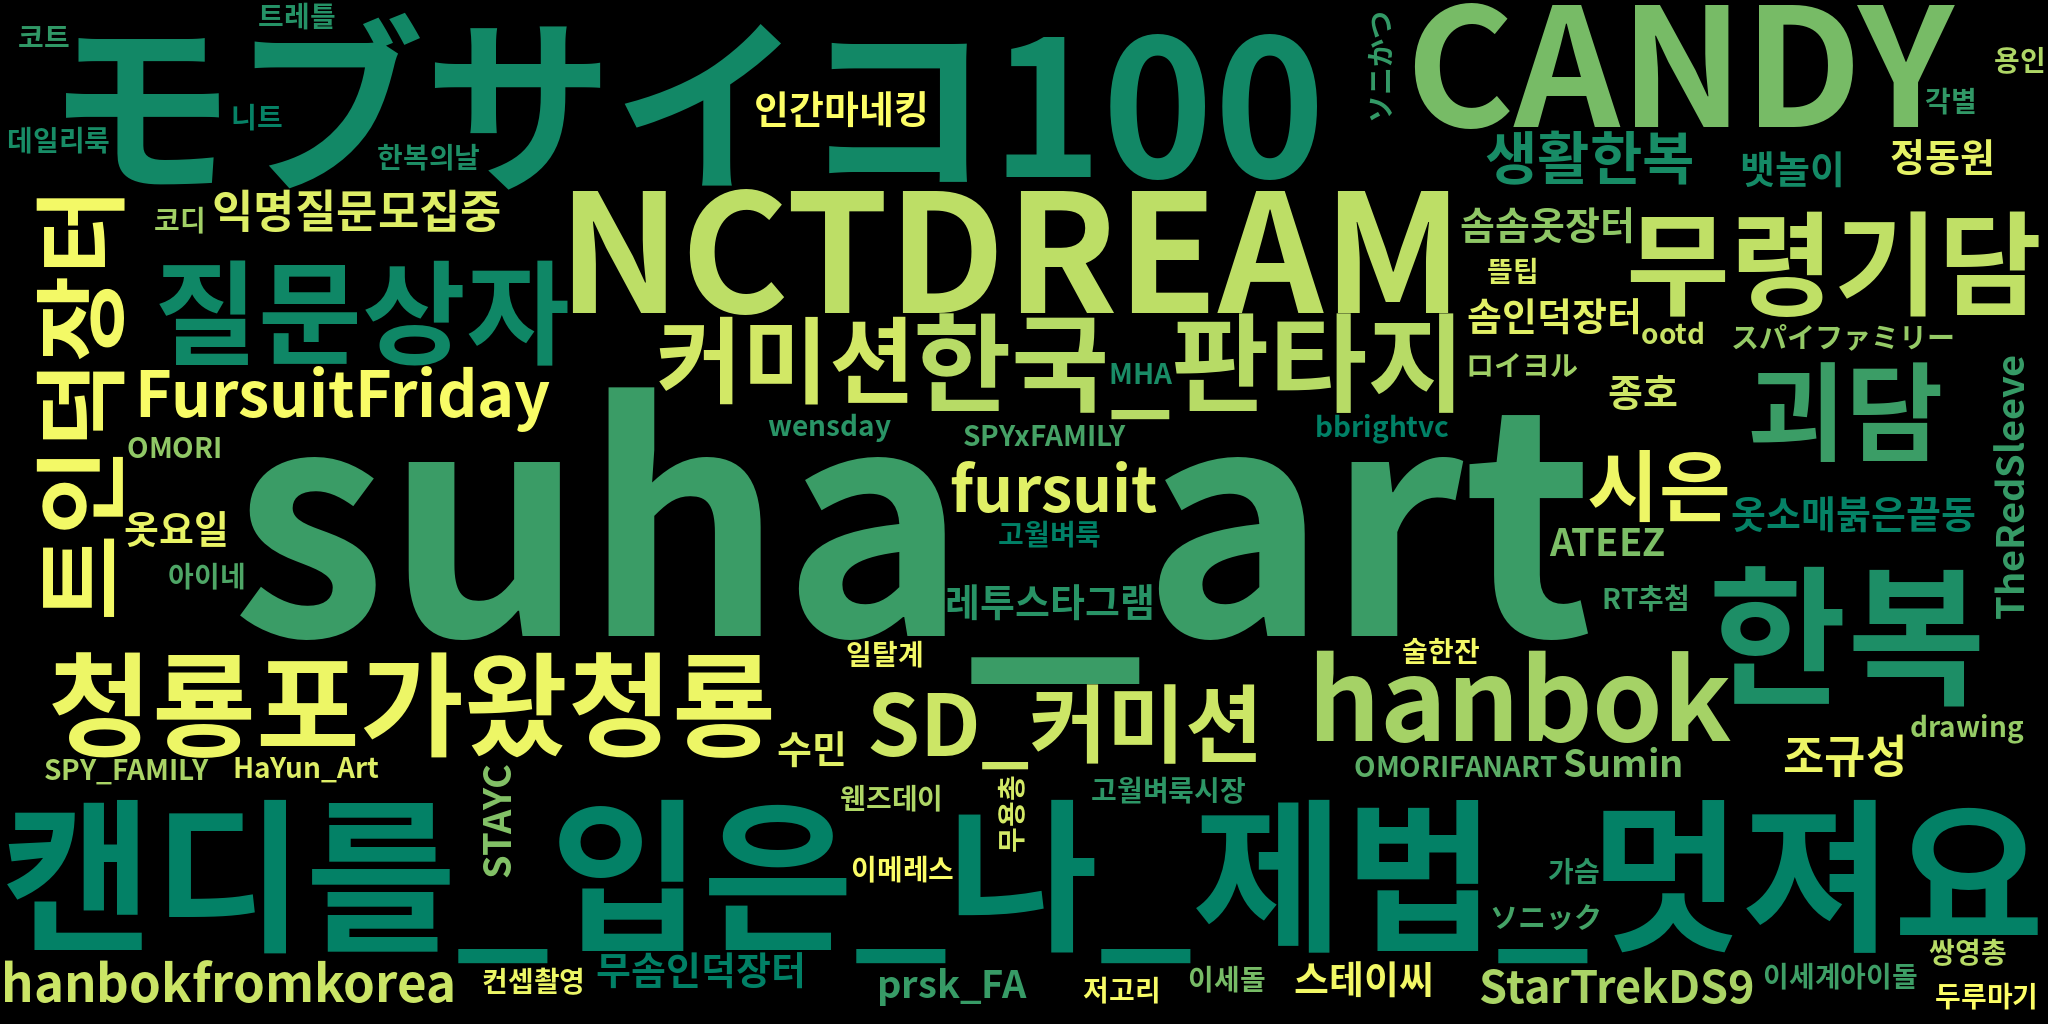 트레틀
코트
モブサイコ100
ソニかつ
CANDY
용인
각별
인간마네킹
니트
데일리룩
한복의날
생활한복
뱃놀이
정동원
트인덕장터
코디
익명질문모집중
NCTDREAM
솜솜옷장터
무령기담
뜰팁
질문상자
솜인덕장터
ootd
スパイファミリー
커미션
한국_판타지
MHA
ロイヨル
종호
괴담
TheRedSleeve
FursuitFriday
wensday
SPYxFAMILY
bbrightvc
OMORI
suha_art
fursuit
시은
옷소매붉은끝동
옷요일
고월벼룩
ATEEZ
아이네
레투스타그램
RT추첨
한복
일탈계
술한잔
청룡포가왔청룡
SD_커미션
hanbok
drawing
수민
조규성
SPY_FAMILY
HaYun_Art
OMORIFANART
Sumin
STAYC
웬즈데이
무용총
고월벼룩시장
캔디를_입은_나_제법_멋져요
이메레스
가슴
ソニック
쌍영총
hanbokfromkorea
컨셉촬영
무솜인덕장터
prsk_FA
저고리
이세돌
스테이씨
StarTrekDS9
이세계아이돌
두루마기